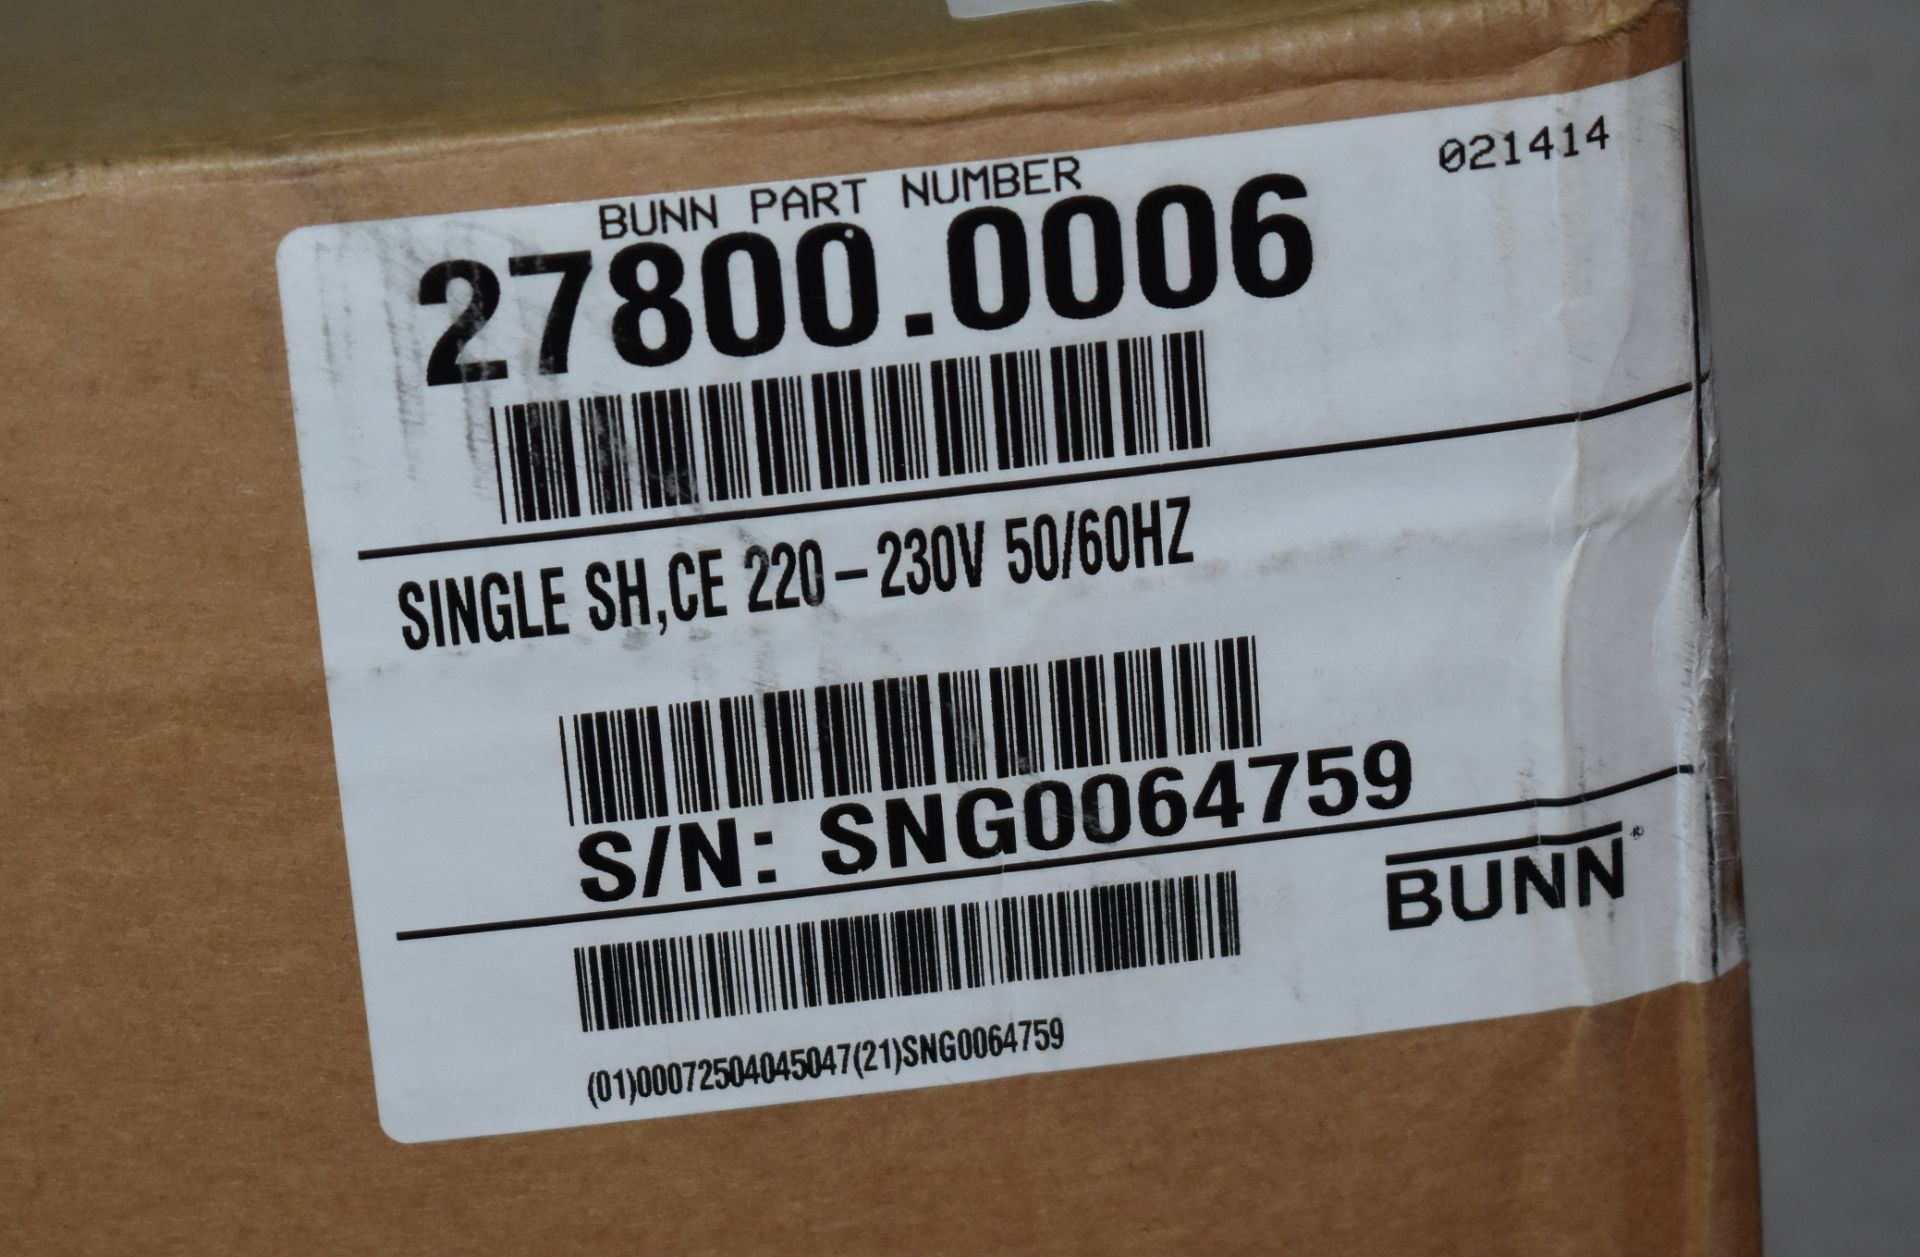 021414
BUNN PART NUMBER
27800.0006
SINGLE SH,CE 220-230V 50/60HZ
S/N: SNG0064759
BUNN®
(01)00072504045047(21)SNG0064759